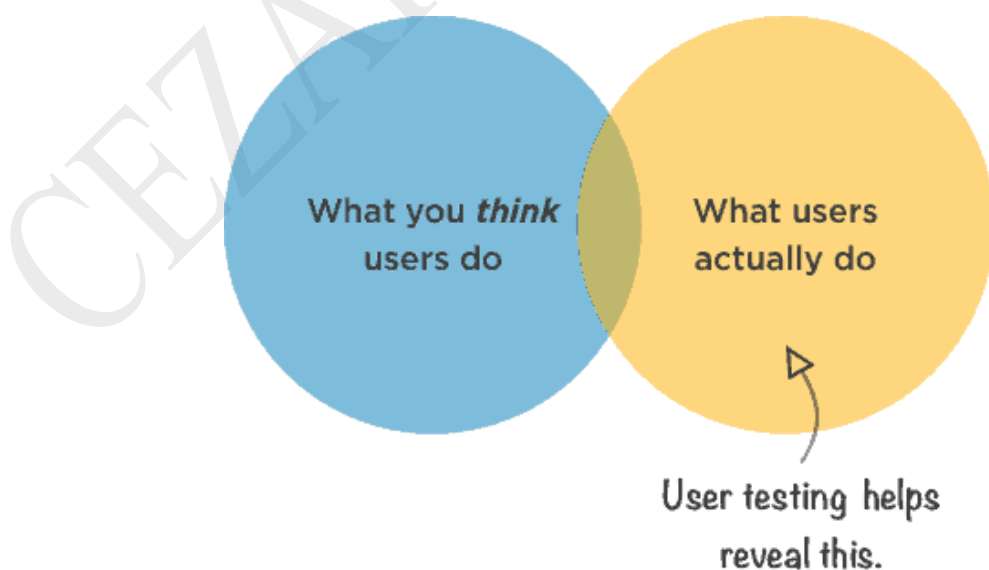 What you think
users do
What users
actually do
User testing helps
reveal this.